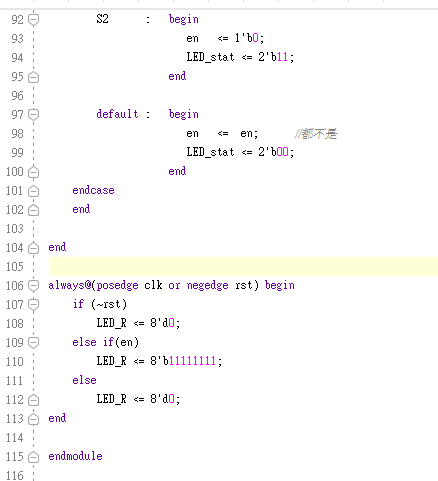 92 S2 : begin
93 en <= 1'b0;
94 LED_stat <= 2'b11;
95 end
96
97 default : begin
98 en <= en; //都不是
99 LED_stat <= 2'b00;
100 end
101 endcase
102 end
103
104 end
105
106 always@(posedge clk or negedge rst) begin
107 if (~rst)
108 LED_R <= 8'd0;
109 else if(en)
110 LED_R <= 8'b11111111;
111 else
112 LED_R <= 8'd0;
113 end
114
115 endmodule
116